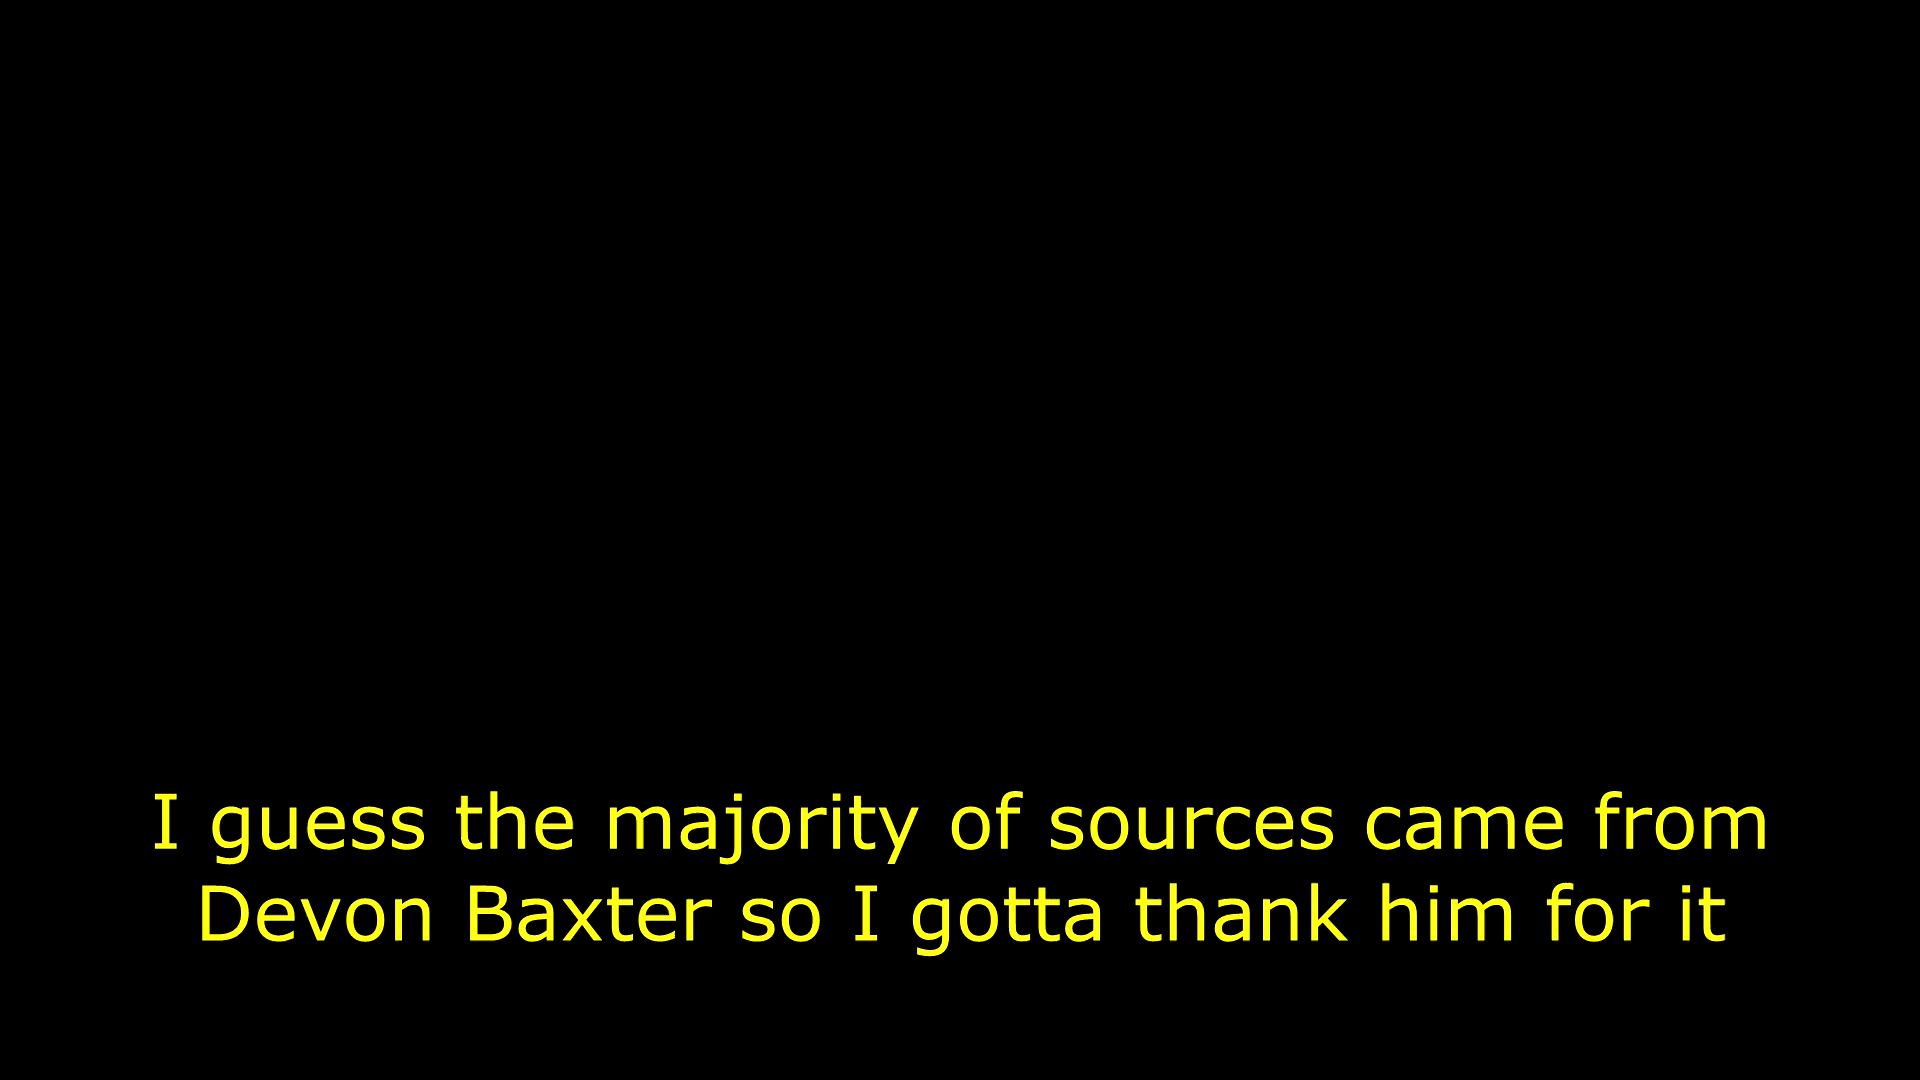 I guess the majority of sources came from
Devon Baxter so I gotta thank him for it